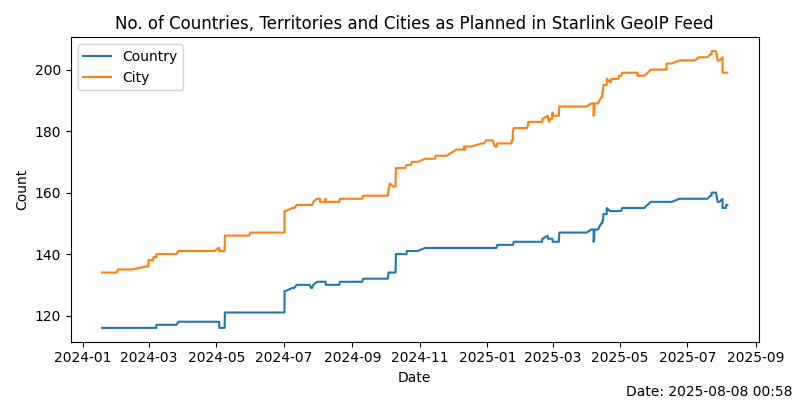 No. of Countries, Territories and Cities as Planned in Starlink GeoIP Feed
Country
City
Count
200
180
160
140
120
2024-01 2024-03 2024-05 2024-07 2024-09 2024-11 2025-01 2025-03 2025-05 2025-07 2025-09
Date
Date: 2025-08-08 00:58